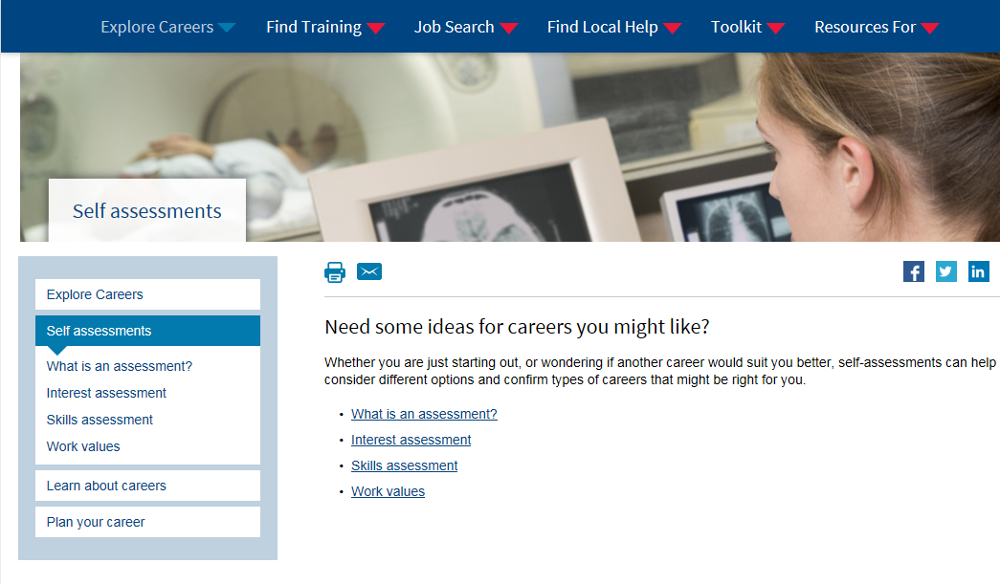 Explore Careers
Find Training
Job Search
Find Local Help
Toolkit
Resources For
Self assessments
Explore Careers
Self assessments
What is an assessment?
Interest assessment
Skills assessment
Work values
Learn about careers
Plan your career
f
in
Need some ideas for careers you might like?
Whether you are just starting out, or wondering if another career would suit you better, self-assessments can help
consider different options and confirm types of careers that might be right for you.
• What is an assessment?
• Interest assessment
• Skills assessment
• Work values